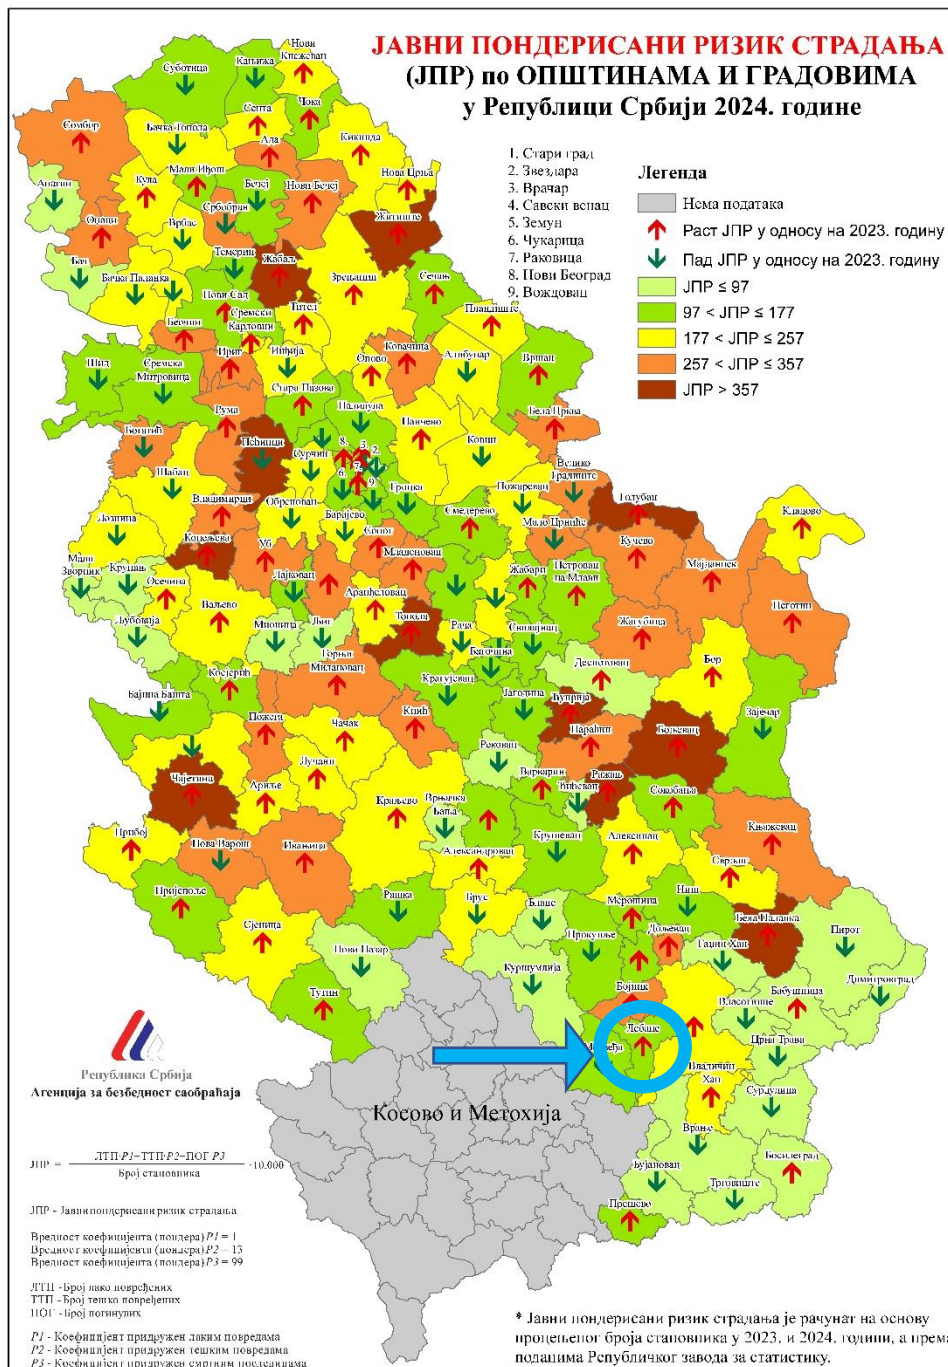 ЈАВНИ ПОНДЕРИСАНИ РИЗИК СТРАДАЊА
(ЈПР) по ОПШТИНАМА И ГРАДОВИМА
у Републици Србији 2024. године
1. Стари град
2. Звездара
3. Врачар
4. Савски венац
5. Земун
6. Чукарица
7. Раковица
8. Нови Београд
9. Вождовац
Легенда
Нема података
Раст ЈПР у односу на 2023. годину
Пад ЈПР у односу на 2023. годину
ЈПР ≤ 97
97 < ЈПР ≤ 177
177 < ЈПР ≤ 257
257 < ЈПР ≤ 357
ЈПР > 357
Суботица
Кањижа
Нови
Кнежевац
Сомбор
Бачка Топола
Сента
Чока
Ада
Кикинда
Апатин
Кула
Мали Иђош
Бечеј
Нови Бечеј
Нова Црња
Оџаци
Врбас
Србобран
Житиште
Бач
Бачка Паланка
Темерин
Жабаљ
Зрењанин
Сечањ
Нови Сад
Беочин
Сремски
Карловци
Тител
Пландиште
Шид
Сремска
Митровица
Ириг
Инђија
Опово
Ковачица
Алибунар
Вршац
Стара Пазова
Рума
Палилула
Панчево
Бела Црква
Богатић
Пећинци
Сурчин
8.
3.
2.
7.
6.
9
Ковин
Велико
Градиште
Шабац
Гроцка
Пожаревац
Голубац
Кладово
Владимирци
Обреновац
Барајево
Смедерево
Мало Црниће
Лозница
Сопот
Кучево
Коцељева
Уб
Младеновац
Мајданпек
Мали
Зворник
Крупањ
Осечина
Лајковац
Жабари
Петровац
на Млави
Неготин
Ваљево
Аранђеловац
Топола
Жагубица
Љубовија
Мионица
Љиг
Рача
Свилајнац
Баточина
Горњи
Милановац
Деспотовац
Бор
Косјерић
Бајина Башта
Крагујевац
Јагодина
Ћуприја
Зајечар
Пожега
Чачак
Кнић
Параћин
Бољевац
Рековац
Чајетина
Ариље
Лучани
Варварин
Ћићевац
Ражањ
Сокобања
Краљево
Врњачка
Бања
Прибој
Нова Варош
Ивањица
Александровац
Крушевац
Алексинац
Књажевац
Сврљиг
Пријепоље
Рашка
Брус
Блаце
Мерошина
Ниш
Бела Паланка
Сјеница
Прокупље
Дољевац
Гаџин Хан
Пирот
Нови Пазар
Куршумлија
Тутин
Бојник
Власотинце
Бабушница
Димитровград
Лебане
Црна Трава
Владичин
Хан
Сурдулица
Врање
Босилеград
Бујановац
Трговиште
Прешево
Косово и Метохија
Република Србија
Агенција за безбедност саобраћаја
ЈПР = ЛТП·P1+ТТП·P2+ПОГ·P3 / Број становника · 10.000
ЈПР - Јавни пондерисани ризик страдања
Вредност коефицијента (пондера) P1 = 1
Вредност коефицијента (пондера) P2 = 13
Вредност коефицијента (пондера) P3 = 99
ЛТП - Број лако повређених
ТТП - Број тешко повређених
ПОГ - Број погинулих
P1 - Коефицијент придружен лаким повредама
P2 - Коефицијент придружен тешким повредама
P3 - Коефицијент придружен смртним последицама
* Јавни пондерисани ризик страдања је рачунат на основу
процењеног броја становника у 2023. и 2024. години, а према
подацима Републичког завода за статистику.